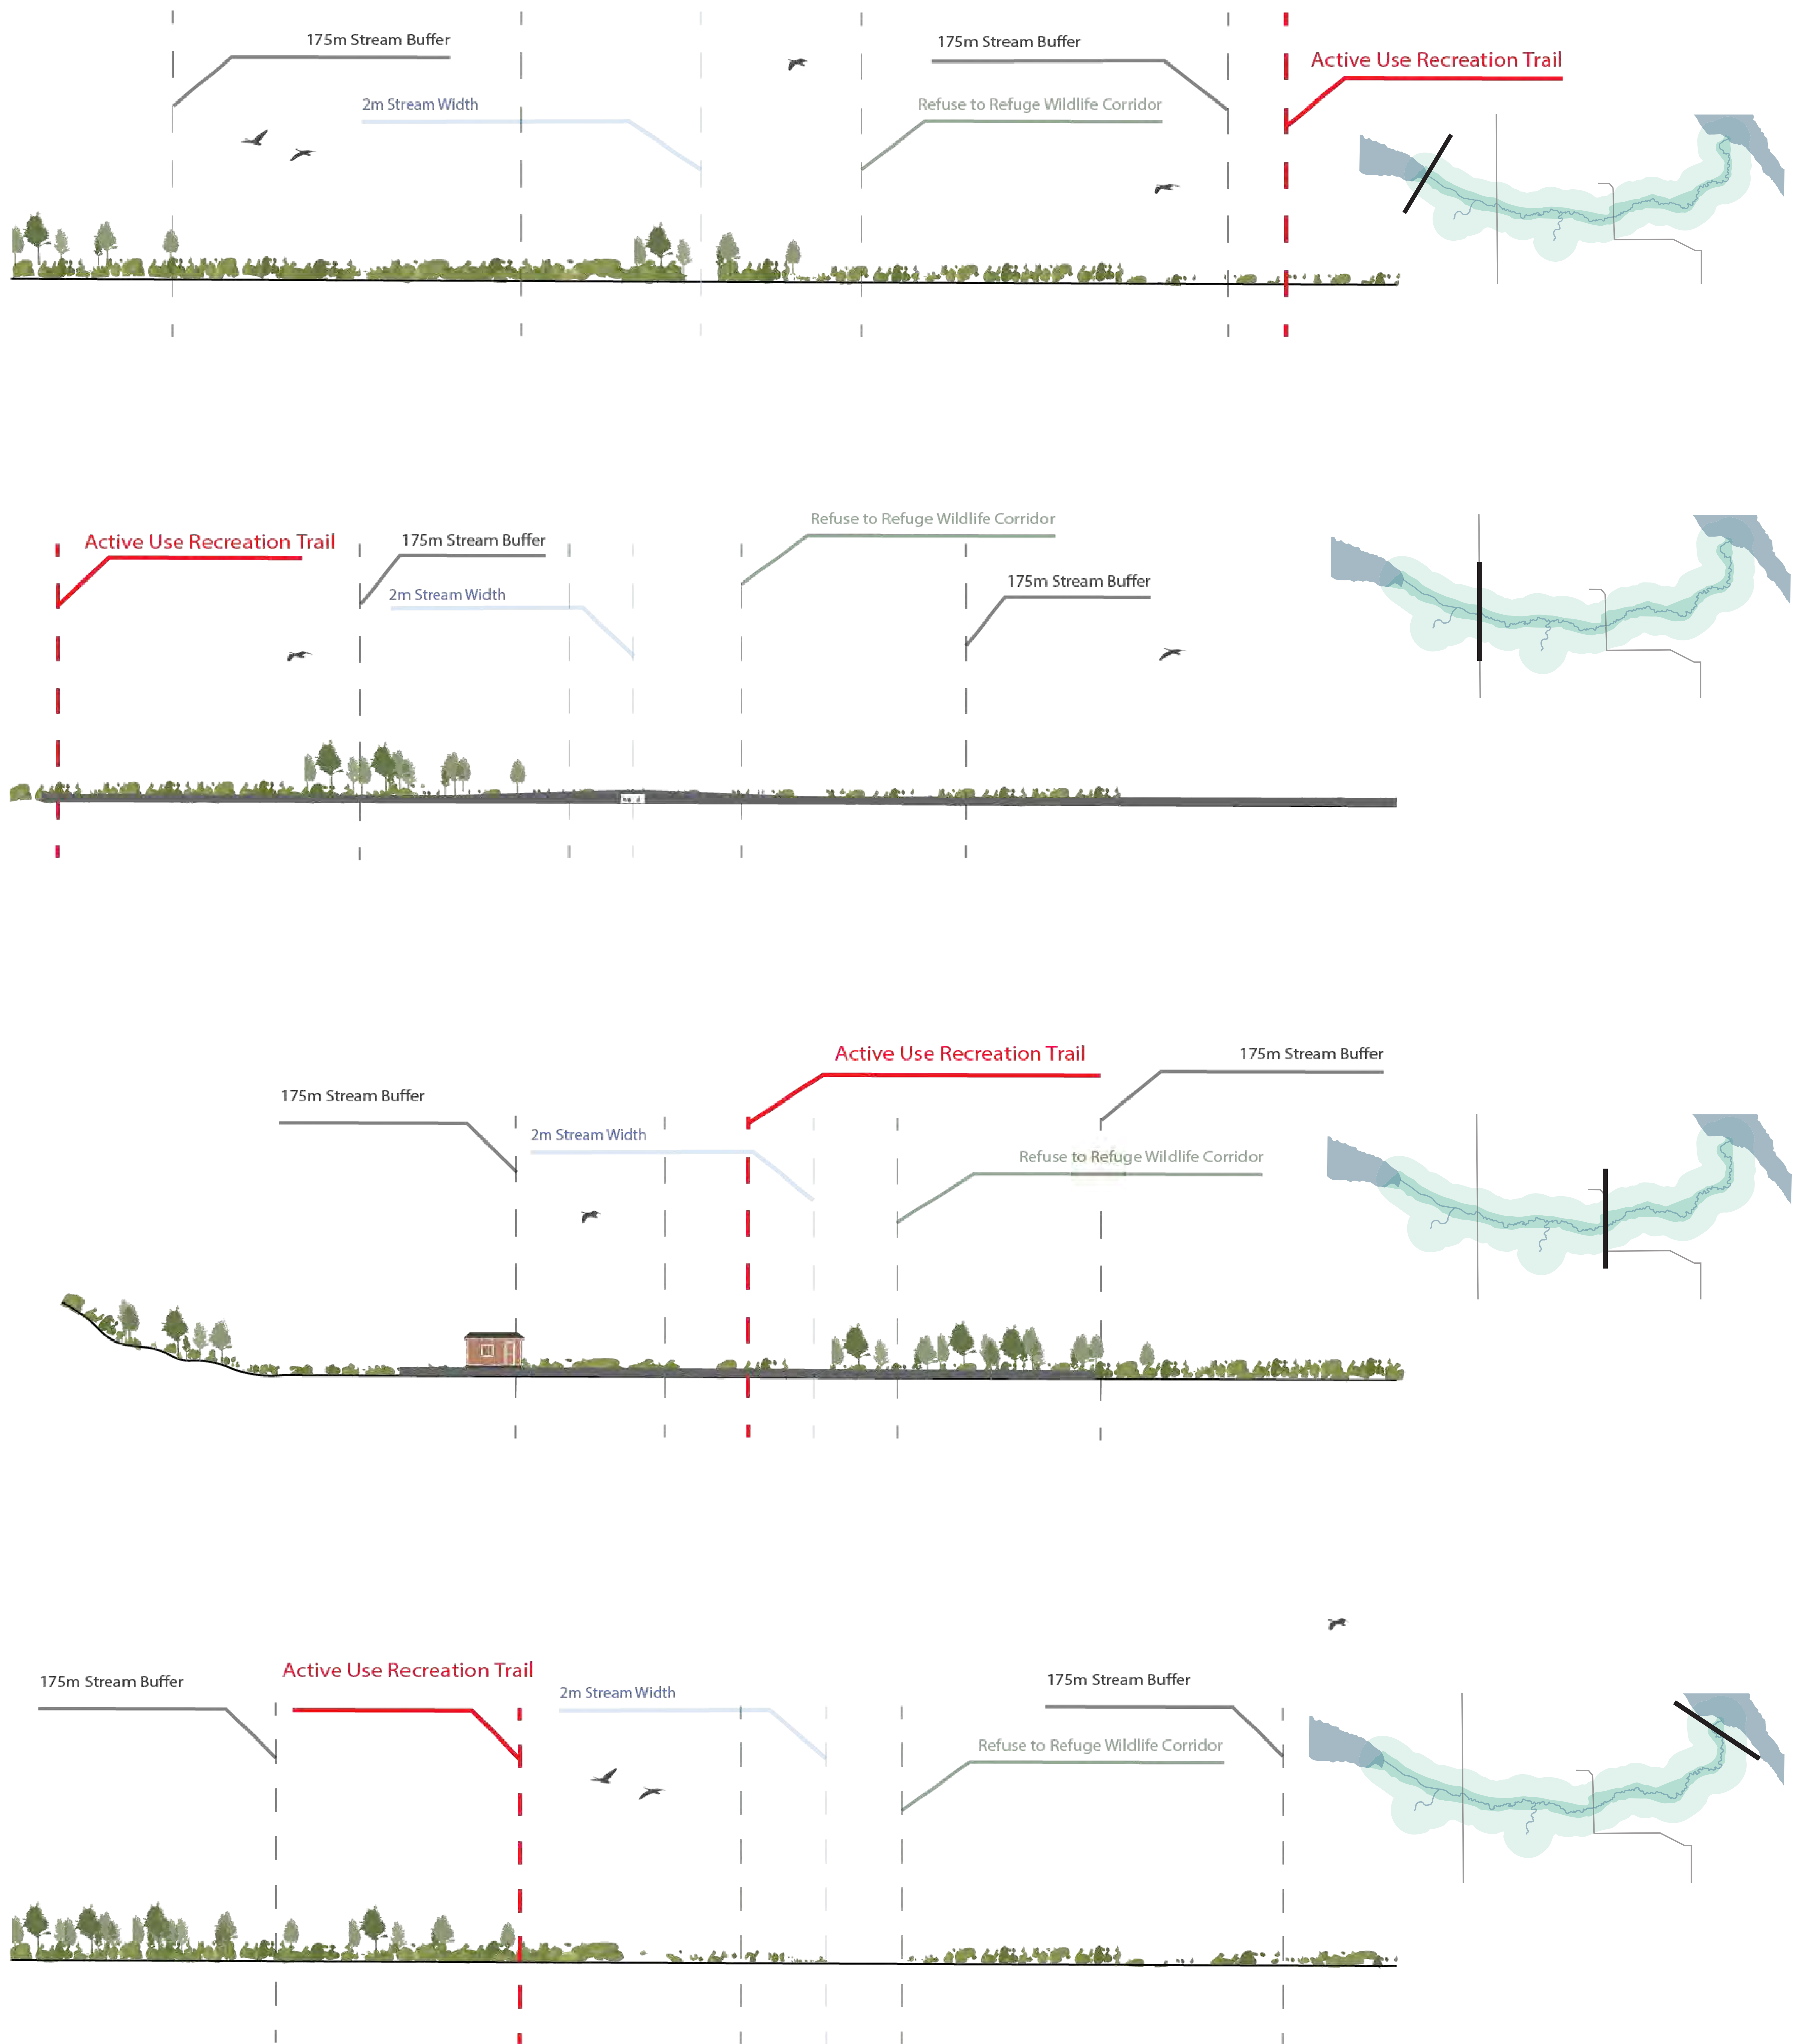 175m Stream Buffer
175m Stream Buffer
Active Use Recreation Trail
2m Stream Width
Refuse to Refuge Wildlife Corridor
Refuse to Refuge Wildlife Corridor
Active Use Recreation Trail
175m Stream Buffer
175m Stream Buffer
2m Stream Width
Active Use Recreation Trail
175m Stream Buffer
175m Stream Buffer
2m Stream Width
Refuse to Refuge Wildlife Corridor
Active Use Recreation Trail
175m Stream Buffer
175m Stream Buffer
2m Stream Width
Refuse to Refuge Wildlife Corridor